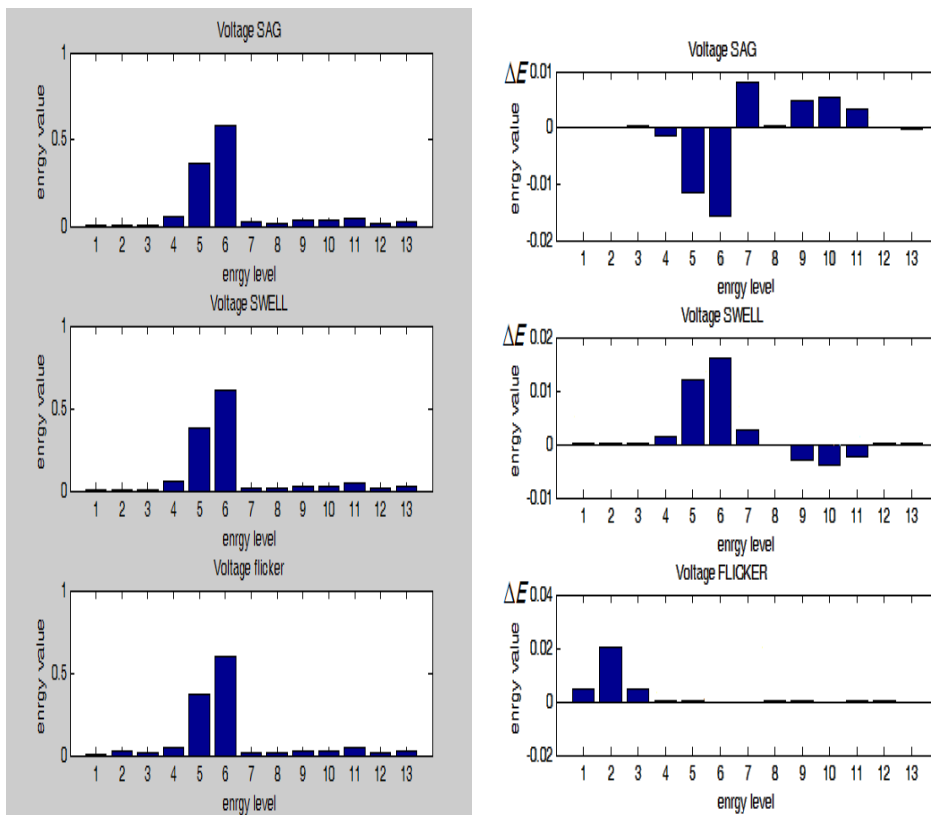 Voltage SAG
1
0.5
0
enrgy value
1 2 3 4 5 6 7 8 9 10 11 12 13
enrgy level
Voltage SWELL
1
0.5
0
enrgy value
1 2 3 4 5 6 7 8 9 10 11 12 13
enrgy level
Voltage flicker
1
0.5
0
enrgy value
1 2 3 4 5 6 7 8 9 10 11 12 13
enrgy level
Voltage SAG
ΔE 0.01
0
-0.01
-0.02
enrgy value
1 2 3 4 5 6 7 8 9 10 11 12 13
enrgy level
Voltage SWELL
ΔE 0.02
0.01
0
-0.01
enrgy value
1 2 3 4 5 6 7 8 9 10 11 12 13
enrgy level
Voltage FLICKER
ΔE 0.04
0.02
0
-0.02
enrgy value
1 2 3 4 5 6 7 8 9 10 11 12 13
enrgy level